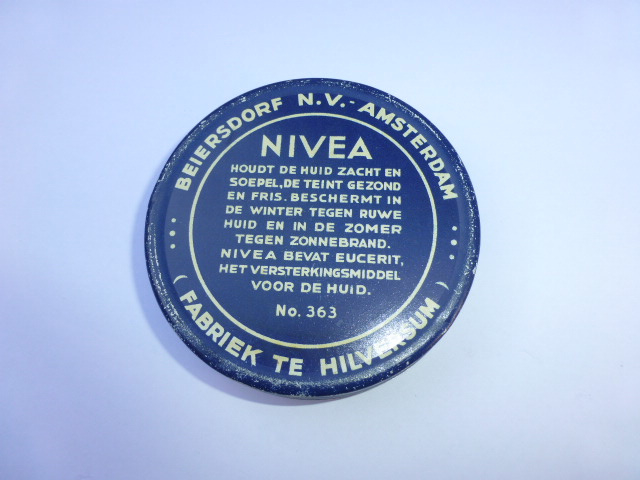 BEIERSDORF N.V.- AMSTERDAM
NIVEA
HOUDT DE HUID ZACHT EN
SOEPEL, DE TEINT GEZOND
EN FRIS. BESCHERMT IN
DE WINTER TEGEN RUWE
HUID EN IN DE ZOMER
TEGEN ZONNEBRAND.
NIVEA BEVAT EUCERIT,
HET VERSTERKINGSMIDDEL
VOOR DE HUID.
No. 363
(FABRIEK TE HILVERSUM)